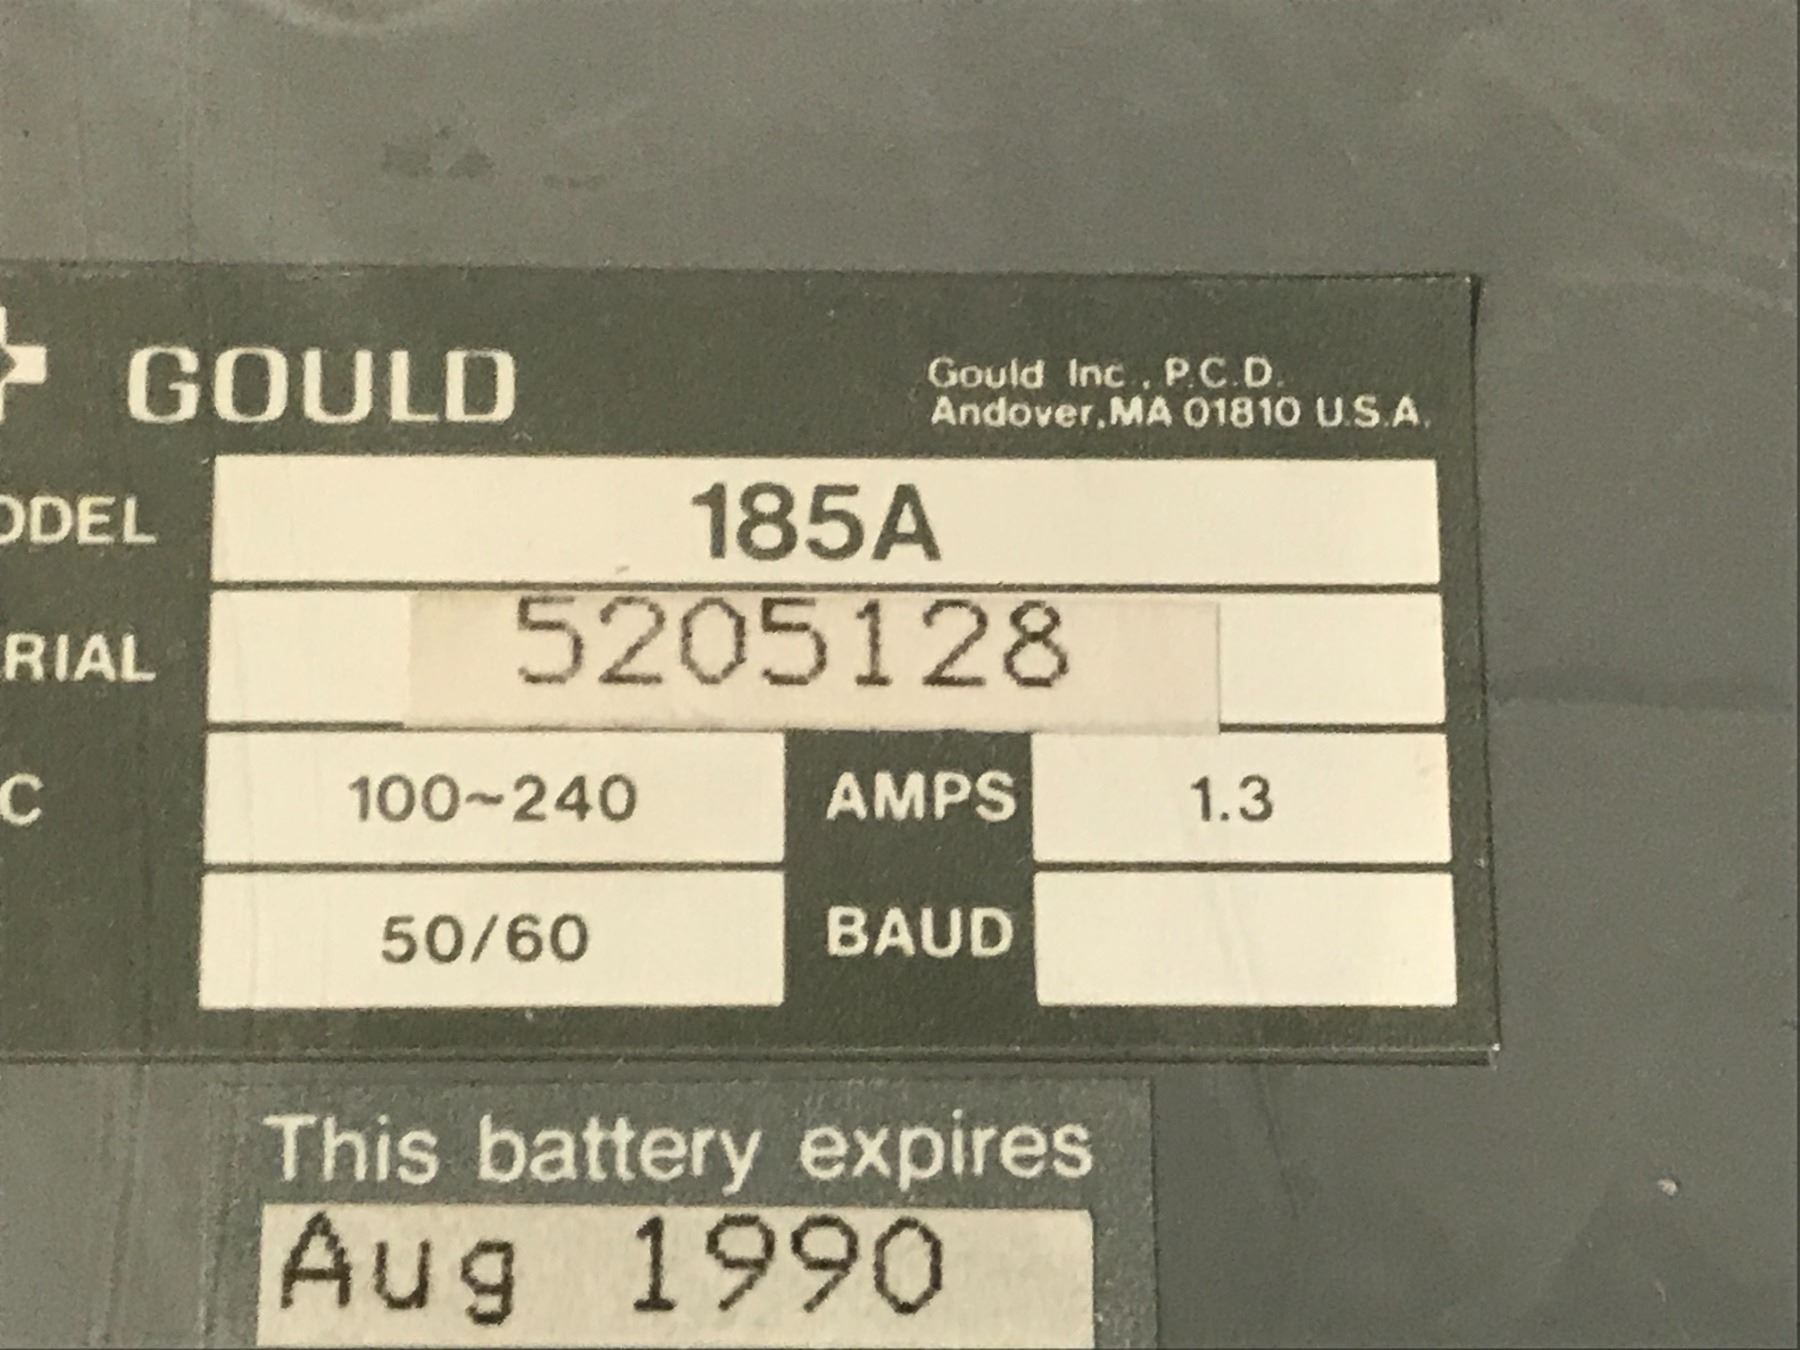 GOULD
Gould Inc., P.C.D.
Andover, MA 01810 U.S.A.
ODEL 185A
RIAL 5205128
C 100~240 AMPS 1.3
50/60 BAUD
This battery expires
Aug 1990